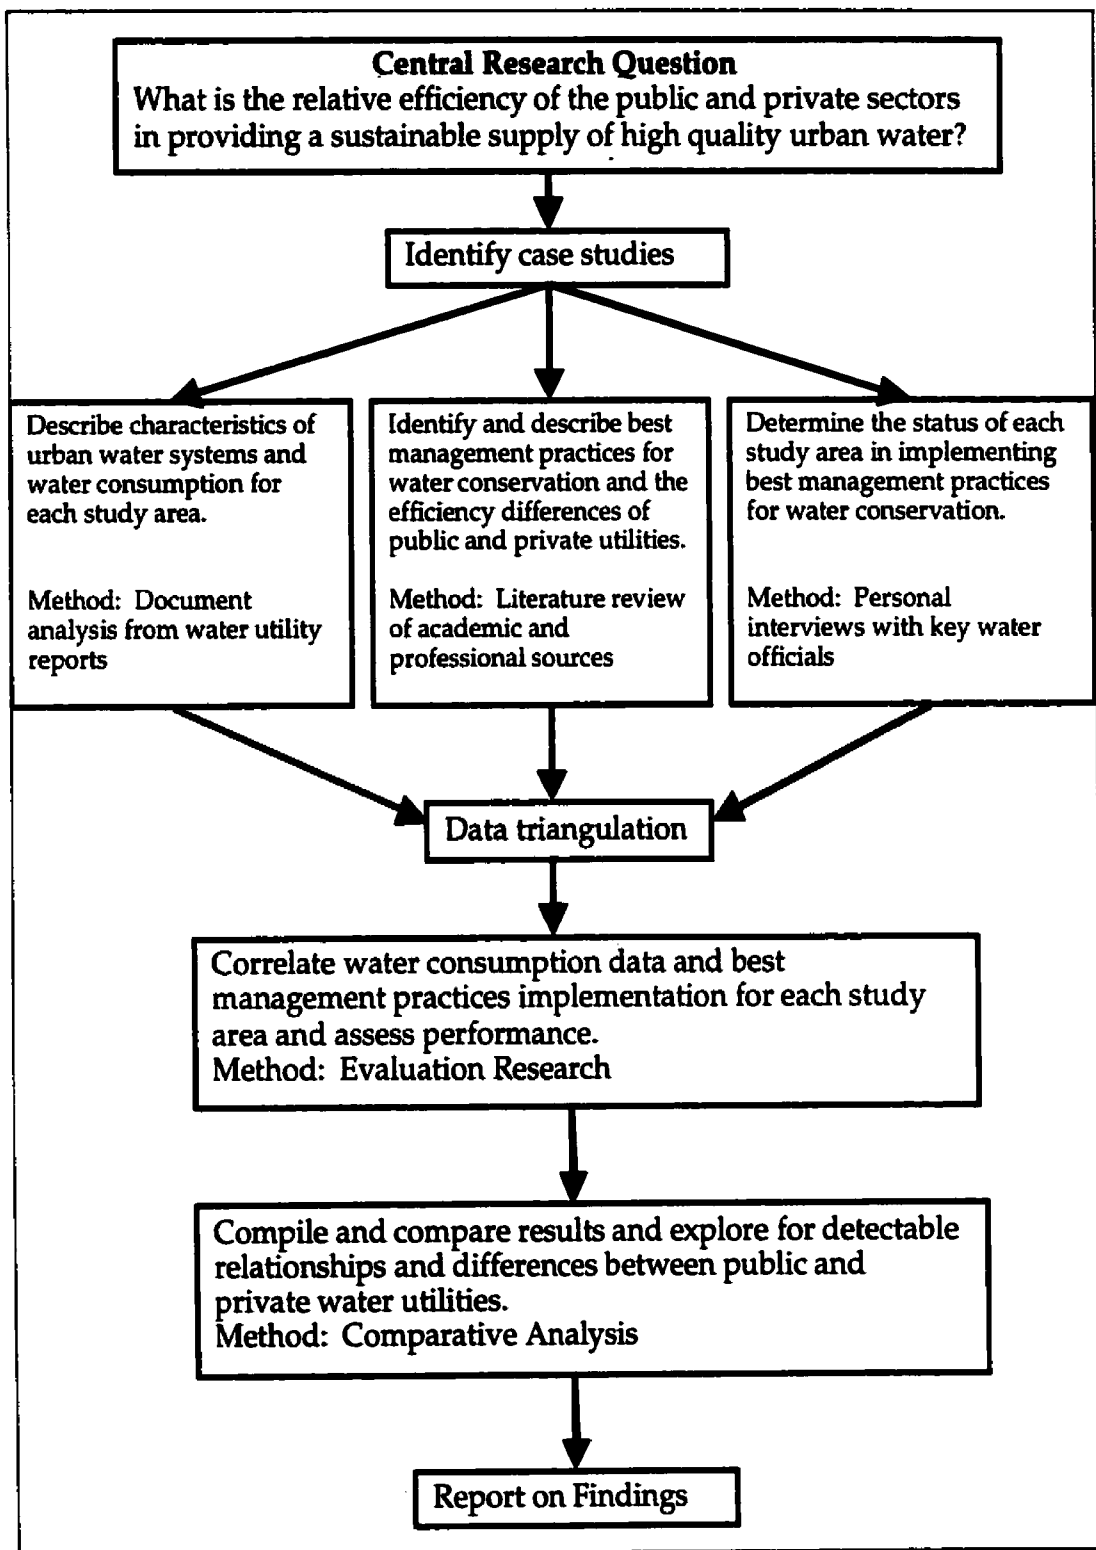 Central Research Question
What is the relative efficiency of the public and private sectors
in providing a sustainable supply of high quality urban water?
Identify case studies
Describe characteristics of
urban water systems and
water consumption for
each study area.
Method: Document
analysis from water utility
reports
Identify and describe best
management practices for
water conservation and the
efficiency differences of
public and private utilities.
Method: Literature review
of academic and
professional sources
Determine the status of each
study area in implementing
best management practices
for water conservation.
Method: Personal
interviews with key water
officials
Data triangulation
Correlate water consumption data and best
management practices implementation for each study
area and assess performance.
Method: Evaluation Research
Compile and compare results and explore for detectable
relationships and differences between public and
private water utilities.
Method: Comparative Analysis
Report on Findings